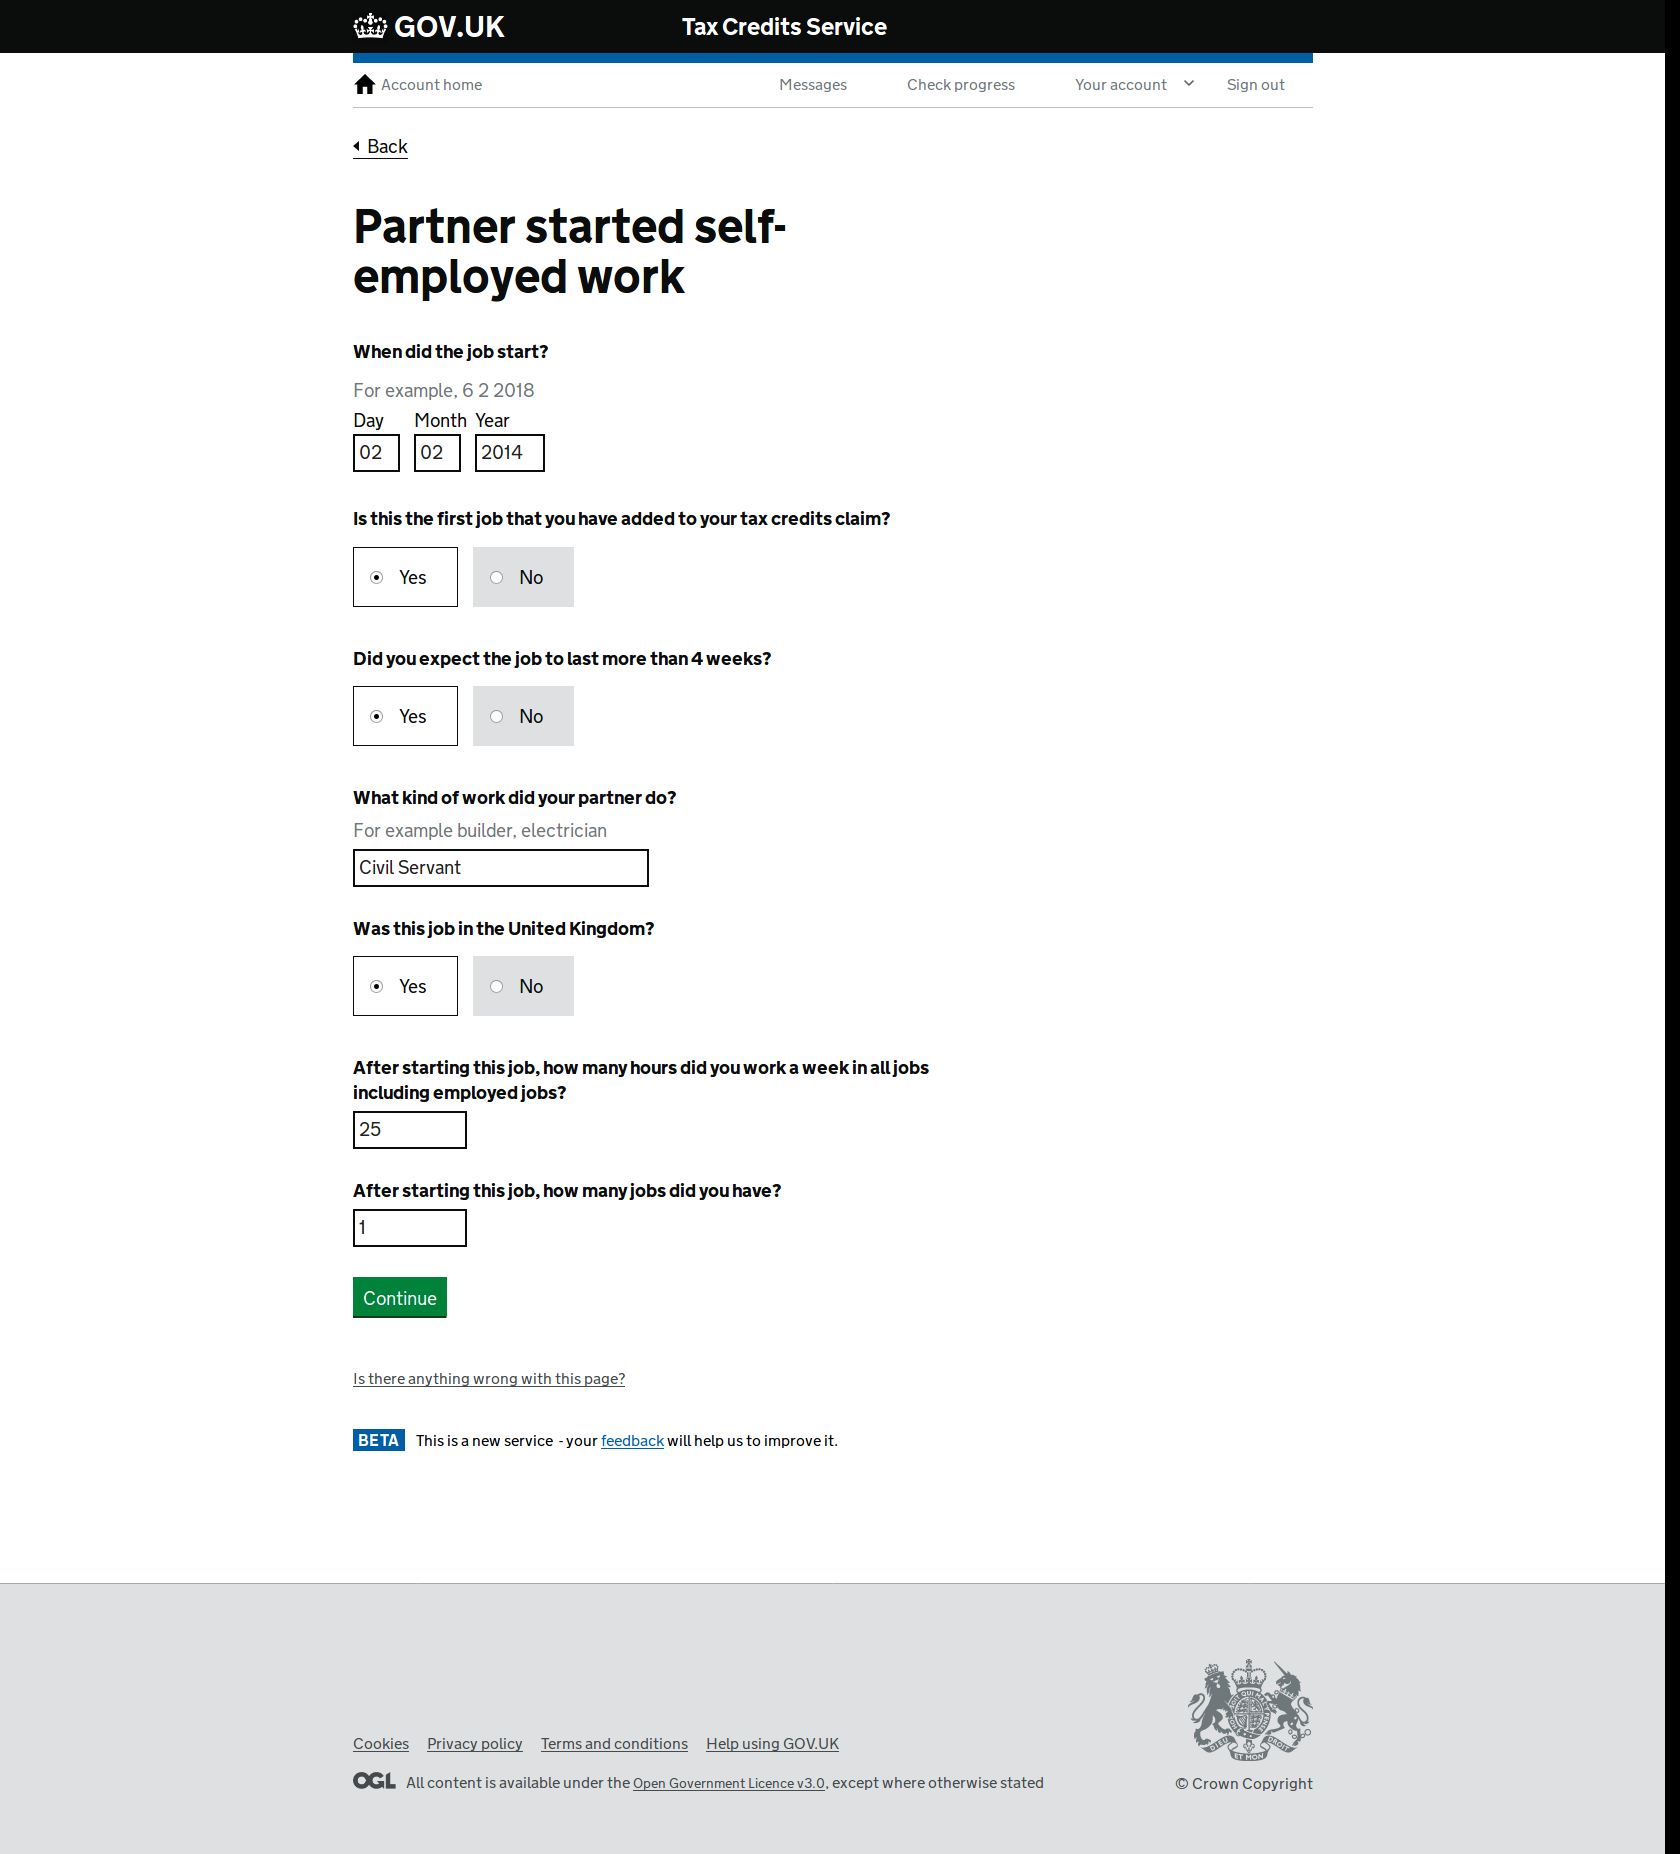 GOV.UK
Tax Credits Service
Account home
Messages
Check progress
Your account
Sign out
Back
Partner started self-
employed work
When did the job start?
For example, 6 2 2018
Day Month Year
02 02 2014
Is this the first job that you have added to your tax credits claim?
Yes No
Did you expect the job to last more than 4 weeks?
Yes No
What kind of work did your partner do?
For example builder, electrician
Civil Servant
Was this job in the United Kingdom?
Yes No
After starting this job, how many hours did you work a week in all jobs
including employed jobs?
25
After starting this job, how many jobs did you have?
1
Continue
Is there anything wrong with this page?
BETA This is a new service - your feedback will help us to improve it.
Cookies Privacy policy Terms and conditions Help using GOV.UK
OGL All content is available under the Open Government Licence v3.0, except where otherwise stated
DIEU ET MON DROIT
© Crown Copyright